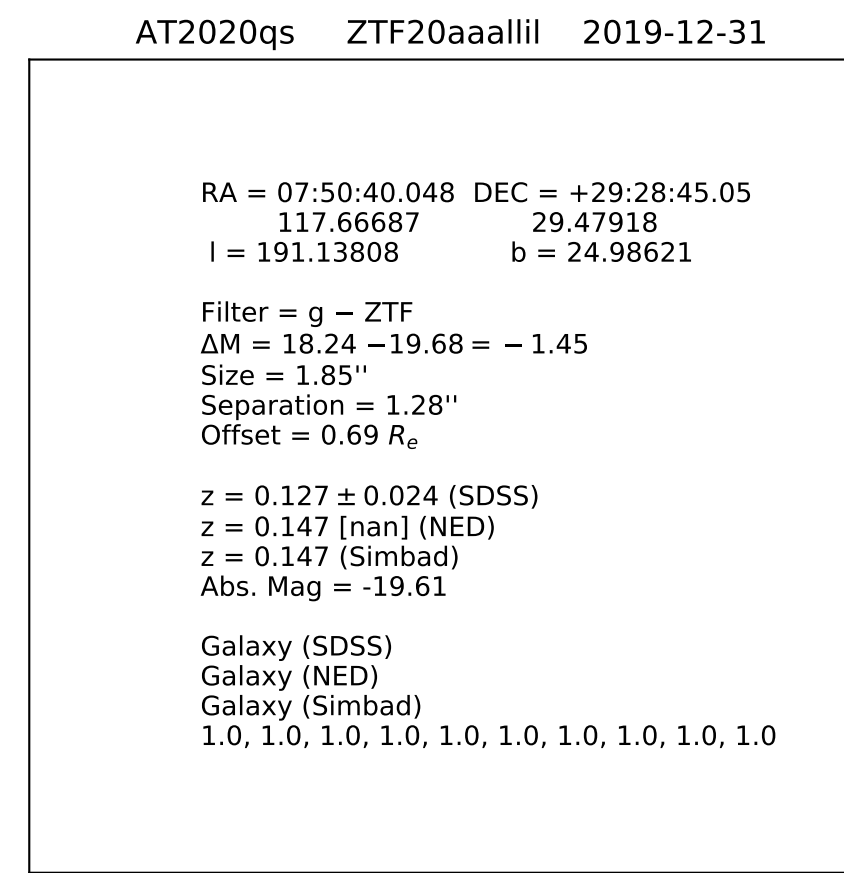 AT2020qs ZTF20aaallil 2019-12-31
RA = 07:50:40.048 DEC = +29:28:45.05
117.66687 29.47918
l = 191.13808 b = 24.98621
Filter = g − ZTF
ΔM = 18.24 −19.68 = − 1.45
Size = 1.85''
Separation = 1.28''
Offset = 0.69 Rₑ
z = 0.127 ± 0.024 (SDSS)
z = 0.147 [nan] (NED)
z = 0.147 (Simbad)
Abs. Mag = -19.61
Galaxy (SDSS)
Galaxy (NED)
Galaxy (Simbad)
1.0, 1.0, 1.0, 1.0, 1.0, 1.0, 1.0, 1.0, 1.0, 1.0